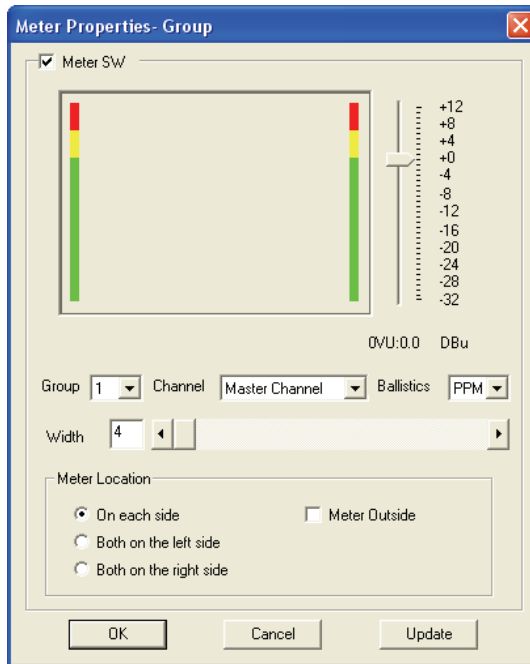 Meter Properties- Group
Meter SW
+12
+8
+4
+0
-4
-8
-12
-16
-20
-24
-28
-32
0VU:0.0 DBu
Group 1 Channel Master Channel Ballistics PPM
Width 4
Meter Location
On each side Meter Outside
Both on the left side
Both on the right side
OK Cancel Update